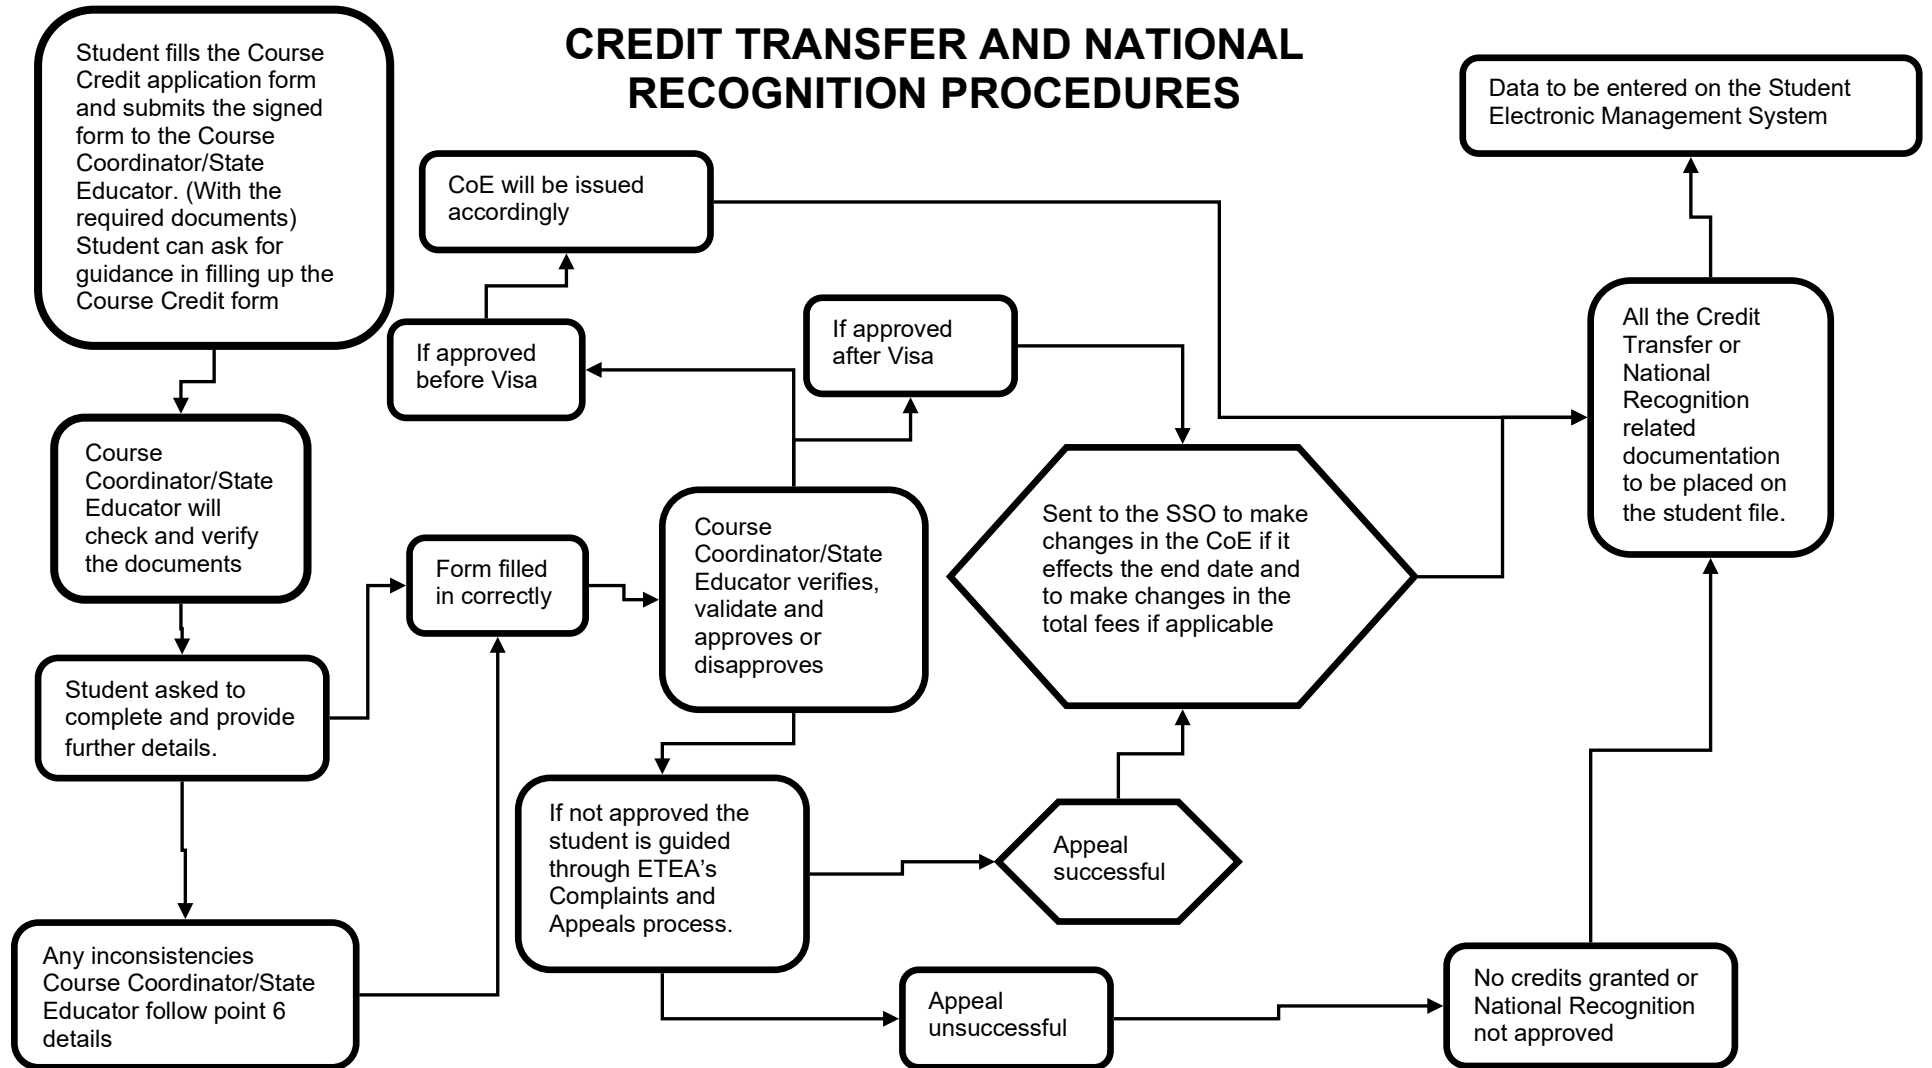 CREDIT TRANSFER AND NATIONAL
RECOGNITION PROCEDURES
Student fills the Course
Credit application form
and submits the signed
form to the Course
Coordinator/State
Educator. (With the
required documents)
Student can ask for
guidance in filling up the
Course Credit form
Course
Coordinator/State
Educator will
check and verify
the documents
Student asked to
complete and provide
further details.
Any inconsistencies
Course Coordinator/State
Educator follow point 6
details
Form filled
in correctly
Course
Coordinator/State
Educator verifies,
validate and
approves or
disapproves
If approved
before Visa
CoE will be issued
accordingly
If approved
after Visa
Sent to the SSO to make
changes in the CoE if it
effects the end date and
to make changes in the
total fees if applicable
If not approved the
student is guided
through ETEA’s
Complaints and
Appeals process.
Appeal
successful
Appeal
unsuccessful
No credits granted or
National Recognition
not approved
All the Credit
Transfer or
National
Recognition
related
documentation
to be placed on
the student file.
Data to be entered on the Student
Electronic Management System